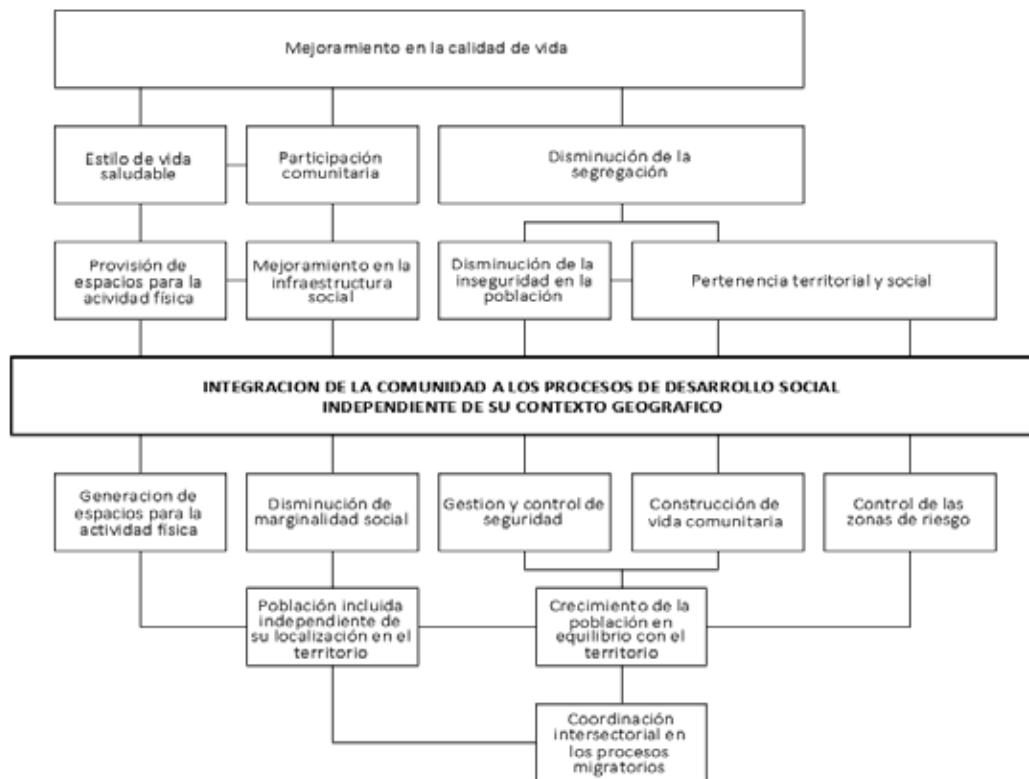 Mejoramiento en la calidad de vida
Estilo de vida
saludable
Participación
comunitaria
Disminución de la
segregación
Provisión de
espacios para la
acividad física
Mejoramiento en la
infraestructura
social
Disminución de la
inseguridad en la
población
Pertenencia territorial y social
INTEGRACION DE LA COMUNIDAD A LOS PROCESOS DE DESARROLLO SOCIAL
INDEPENDIENTE DE SU CONTEXTO GEOGRAFICO
Generacion de
espacios para la
actividad física
Disminución de
marginalidad social
Gestion y control de
seguridad
Construcción de
vida comunitaria
Control de las
zonas de riesgo
Población incluida
independiente de
su localización en el
territorio
Crecimiento de la
población en
equilibrio con el
territorio
Coordinación
intersectorial en
los procesos
migratorios